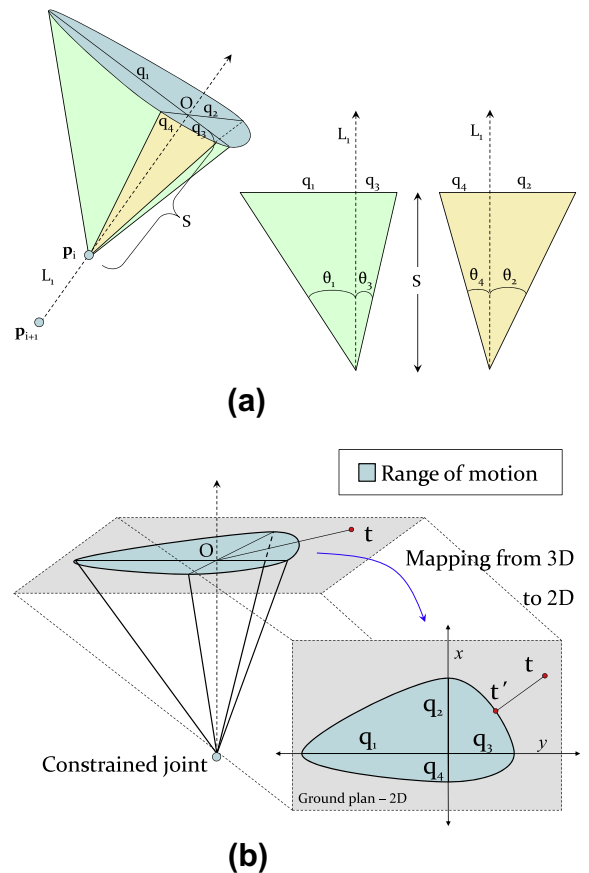 q₁
O
q₂
q₄
q₃
S
pᵢ
L₁
pᵢ₊₁
L₁
q₁ q₃
θ₁ θ₃
S
L₁
q₄ q₂
θ₄ θ₂
(a)
Range of motion
O
t
Mapping from 3D
to 2D
Constrained joint
x
t
t′
q₂
q₁
q₃
y
q₄
Ground plan – 2D
(b)